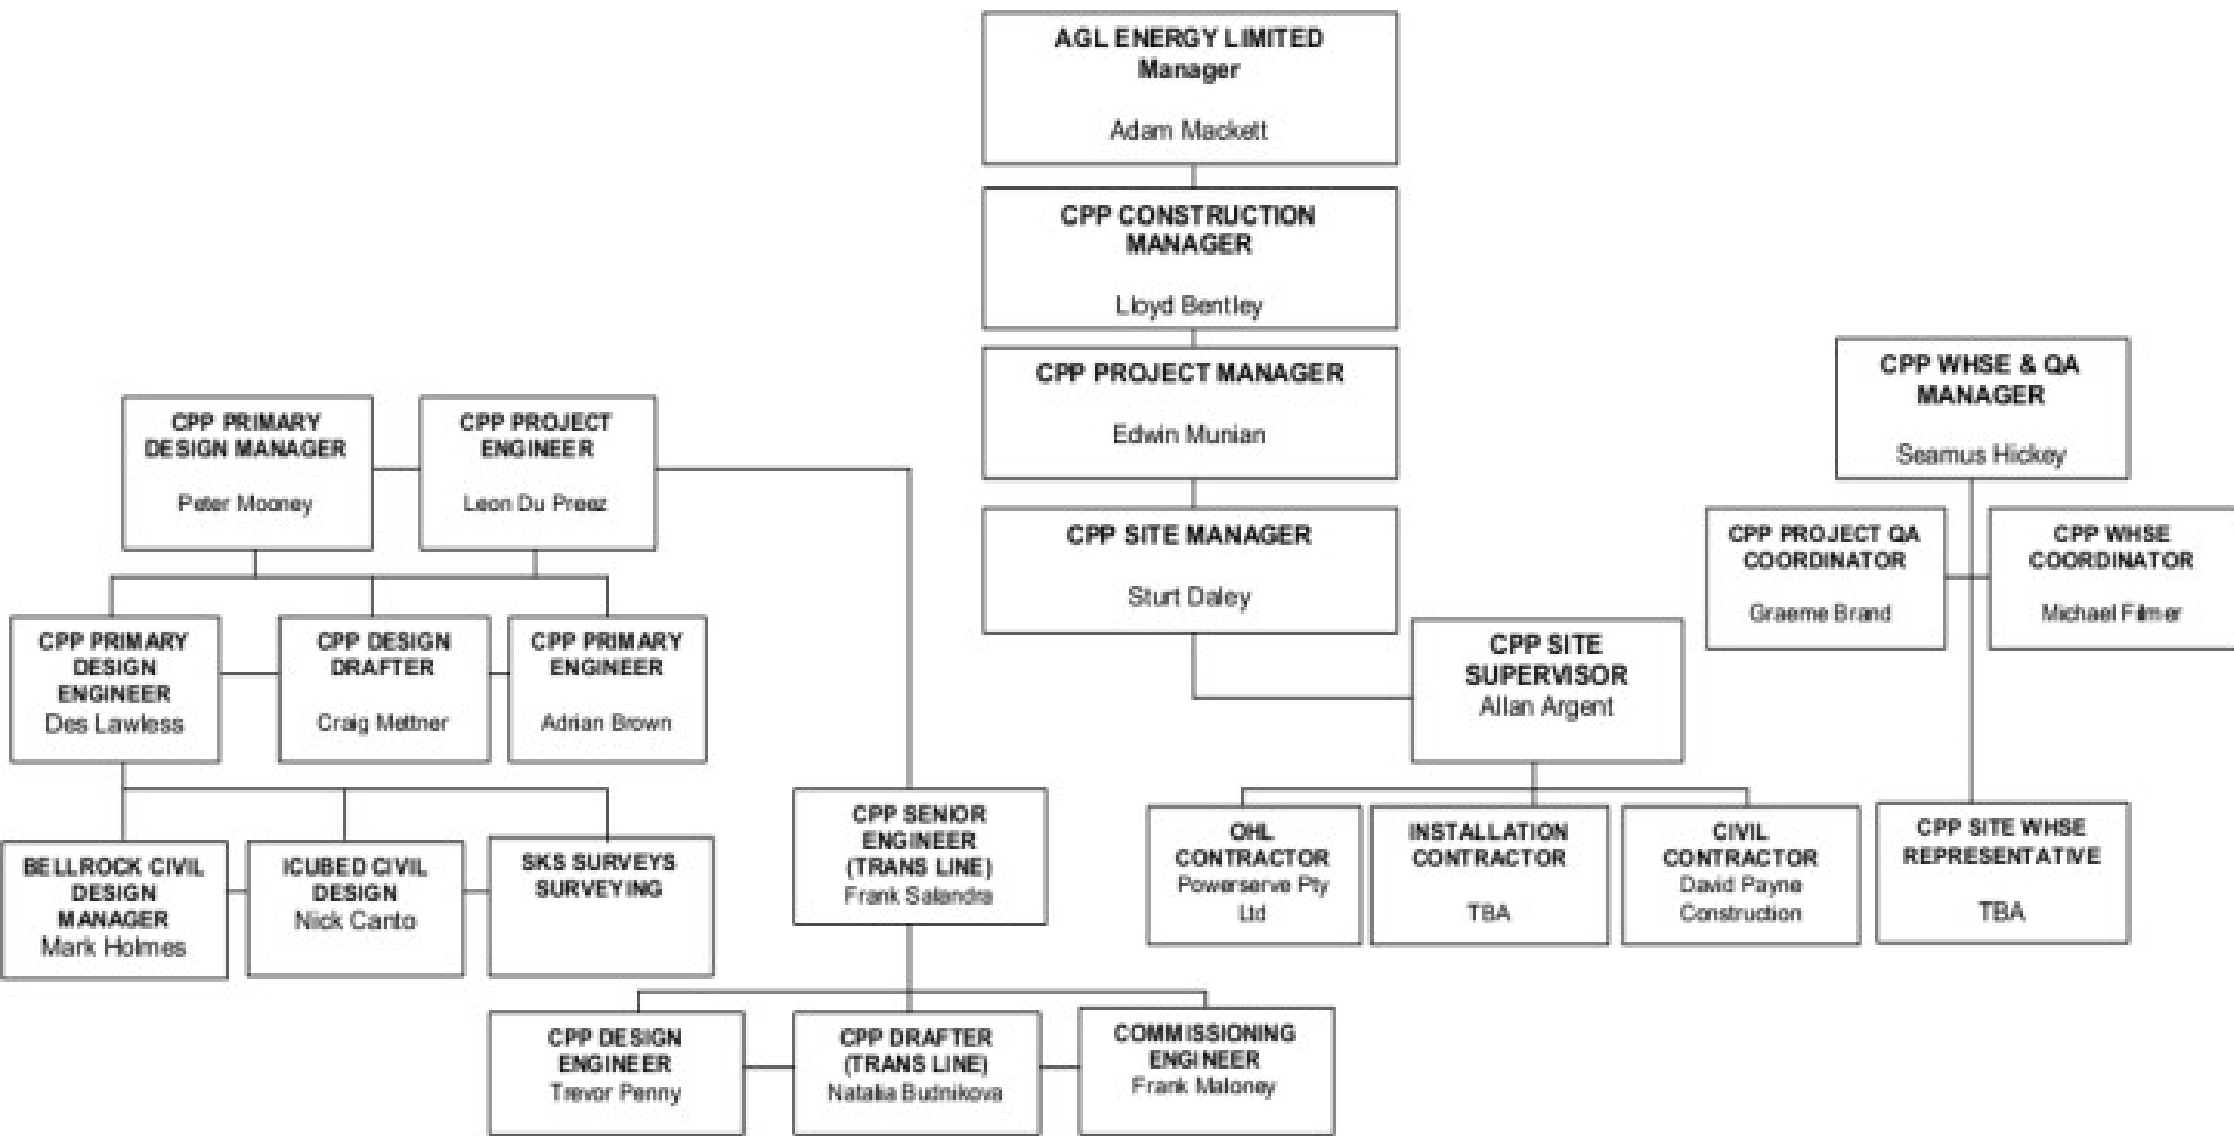 AGL ENERGY LIMITED
Manager
Adam Mackett
CPP CONSTRUCTION
MANAGER
Lloyd Bentley
CPP PROJECT MANAGER
Edwin Munian
CPP WHSE & QA
MANAGER
Seamus Hickey
CPP PRIMARY
DESIGN MANAGER
Peter Mooney
CPP PROJECT
ENGINEER
Leon Du Preez
CPP SITE MANAGER
Sturt Daley
CPP PROJECT QA
COORDINATOR
Graeme Brand
CPP WHSE
COORDINATOR
Michael Filmer
CPP PRIMARY
DESIGN
ENGINEER
Des Lawless
CPP DESIGN
DRAFTER
Craig Mettner
CPP PRIMARY
ENGINEER
Adrian Brown
CPP SITE
SUPERVISOR
Allan Argent
BELLROCK CIVIL
DESIGN
MANAGER
Mark Holmes
ICUBED CIVIL
DESIGN
Nick Canto
SKS SURVEYS
SURVEYING
CPP SENIOR
ENGINEER
(TRANS LINE)
Frank Salandra
OHL
CONTRACTOR
Powerserve Pty
Ltd
INSTALLATION
CONTRACTOR
TBA
CIVIL
CONTRACTOR
David Payne
Construction
CPP SITE WHSE
REPRESENTATIVE
TBA
CPP DESIGN
ENGINEER
Trevor Penny
CPP DRAFTER
(TRANS LINE)
Natalia Budnikova
COMMISSIONING
ENGINEER
Frank Maloney